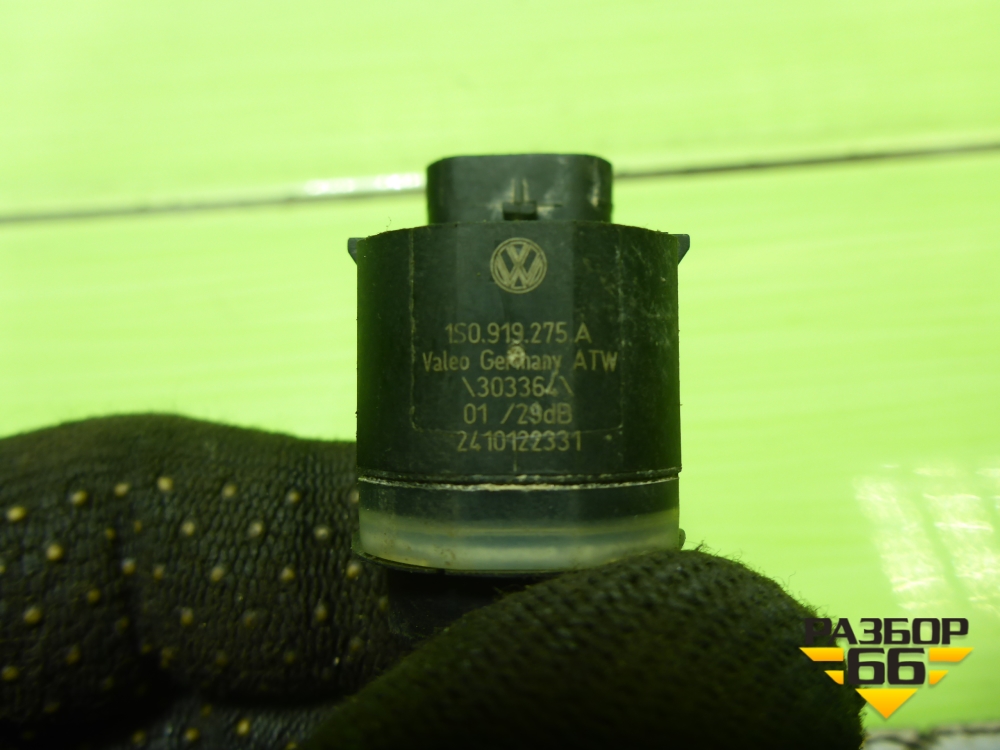 1S0.919.275.A
Valeo Germany ATW
\303364\
01 /29dB
2410122331
РАЗБОР
66